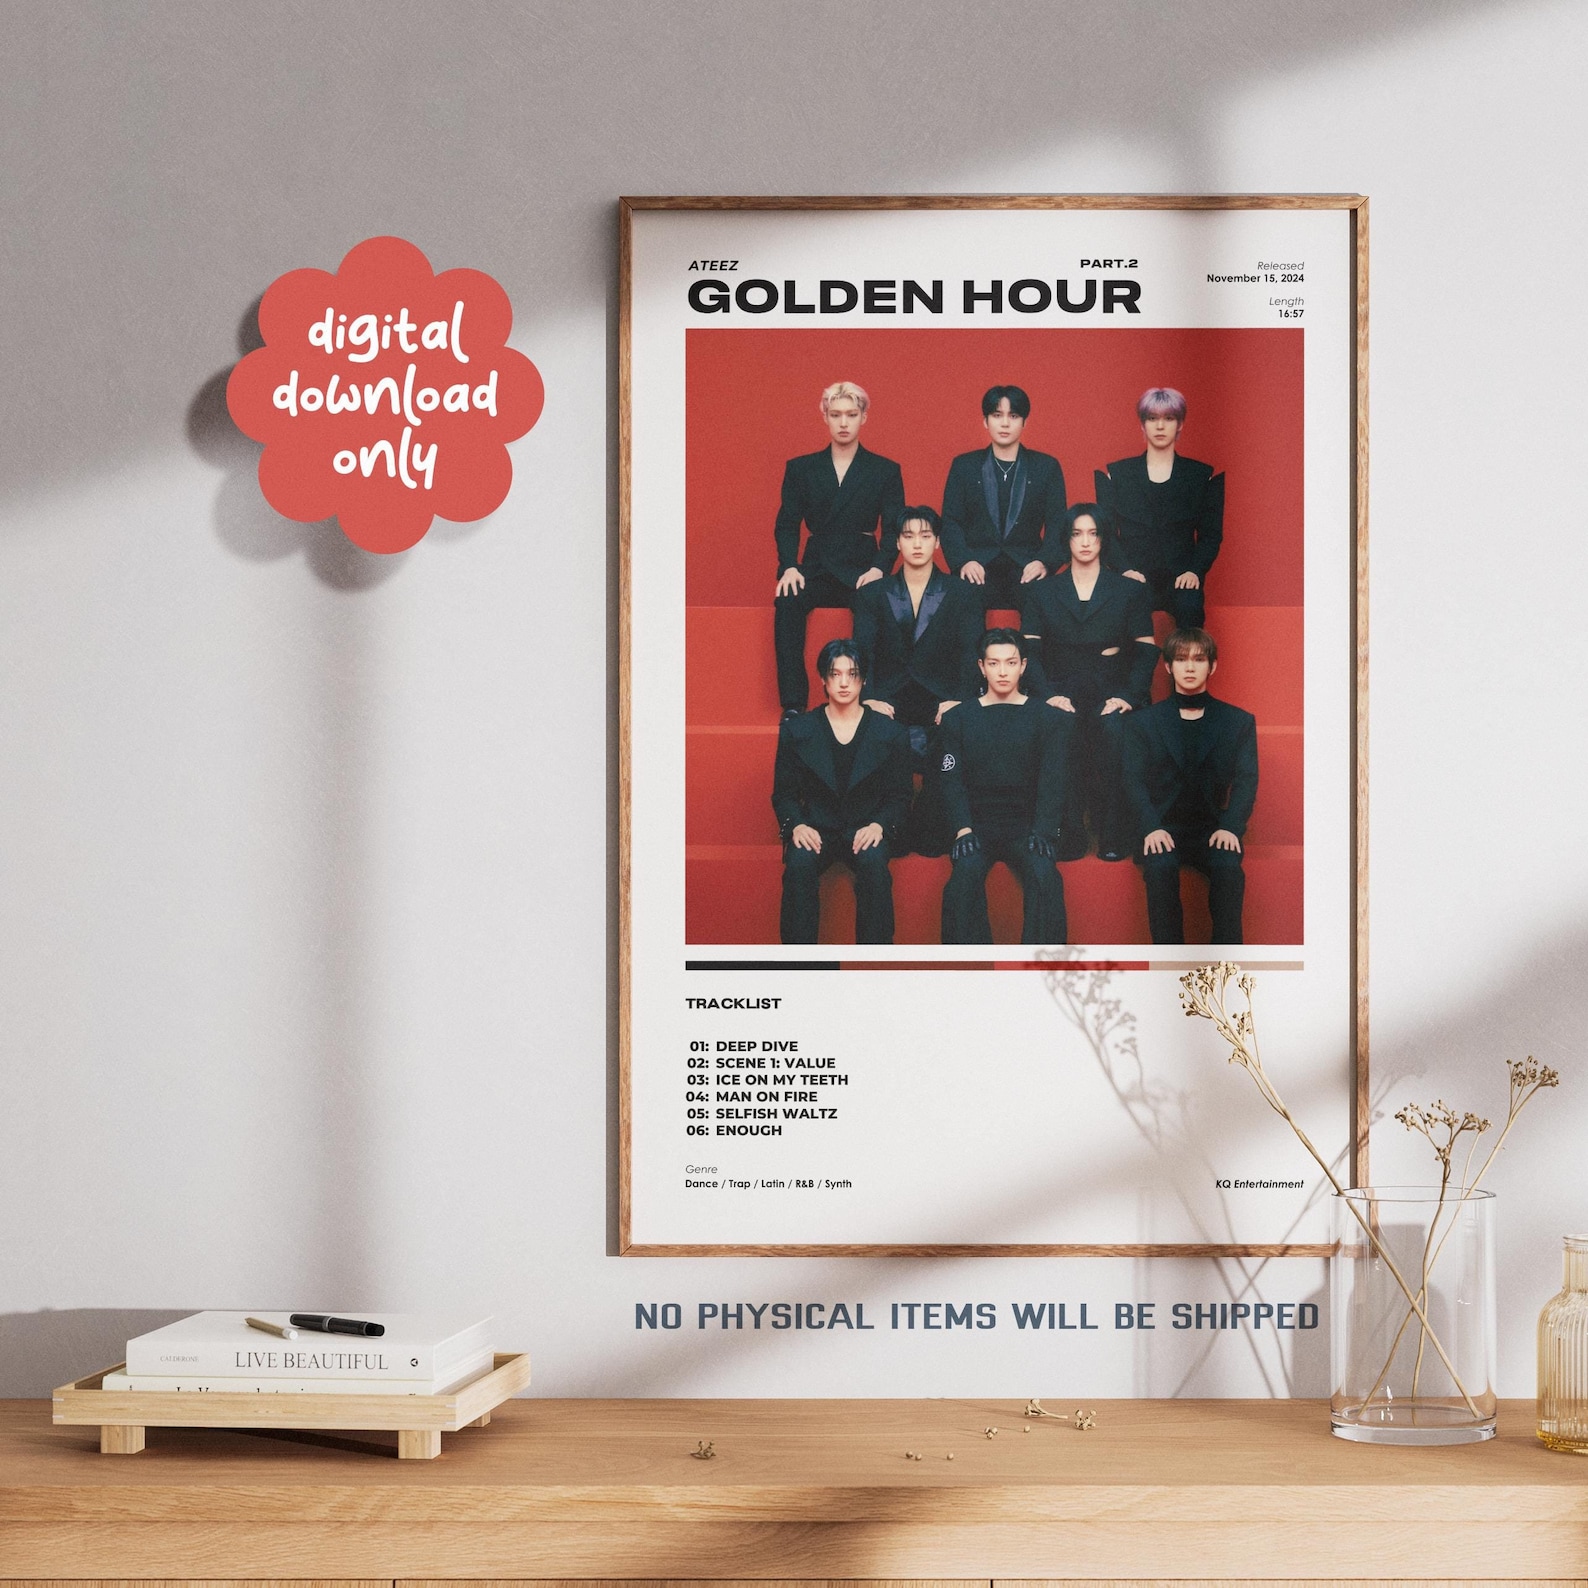 digital
download
only
ATEEZ
PART.2
GOLDEN HOUR
Released
November 15, 2024
Length
16:57
TRACKLIST
01: DEEP DIVE
02: SCENE 1: VALUE
03: ICE ON MY TEETH
04: MAN ON FIRE
05: SELFISH WALTZ
06: ENOUGH
Genre
Dance / Trap / Latin / R&B / Synth
KQ Entertainment
NO PHYSICAL ITEMS WILL BE SHIPPED
CALDERONE
LIVE BEAUTIFUL